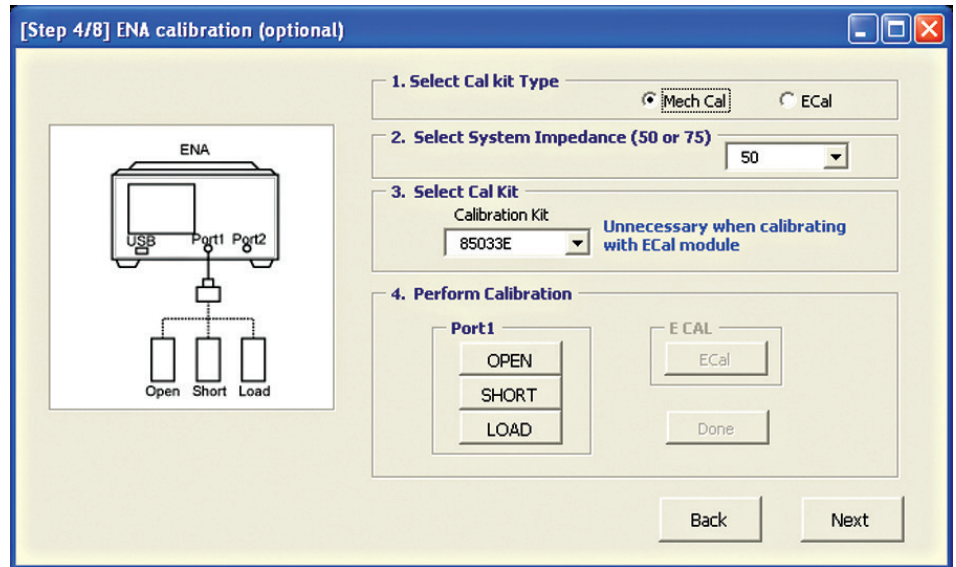 [Step 4/8] ENA calibration (optional)
ENA
USB Port1 Port2
Open Short Load
1. Select Cal kit Type
Mech Cal ECal
2. Select System Impedance (50 or 75)
50
3. Select Cal Kit
Calibration Kit
85033E
Unnecessary when calibrating
with ECal module
4. Perform Calibration
Port1
OPEN
SHORT
LOAD
E CAL
ECal
Done
Back Next